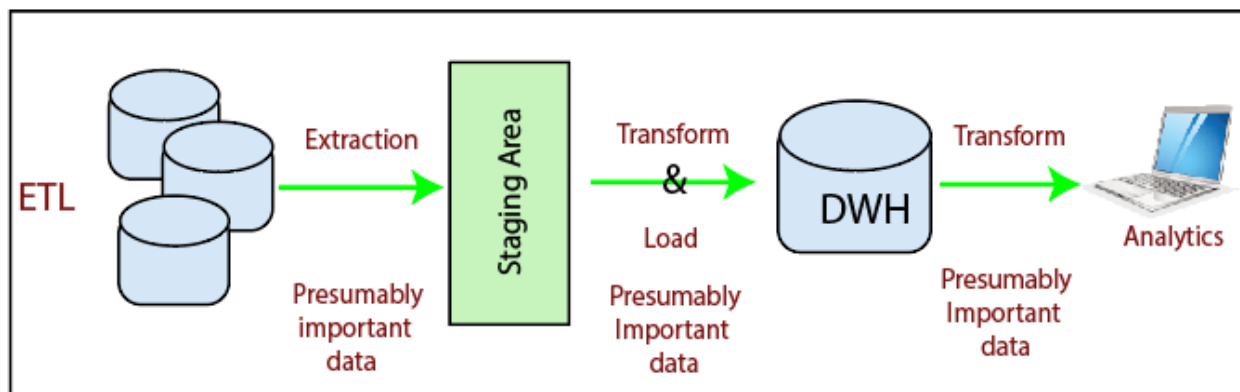 ETL
Extraction
Presumably
important
data
Staging Area
Transform
&
Load
Presumably
Important
data
DWH
Transform
Presumably
Important
data
Analytics